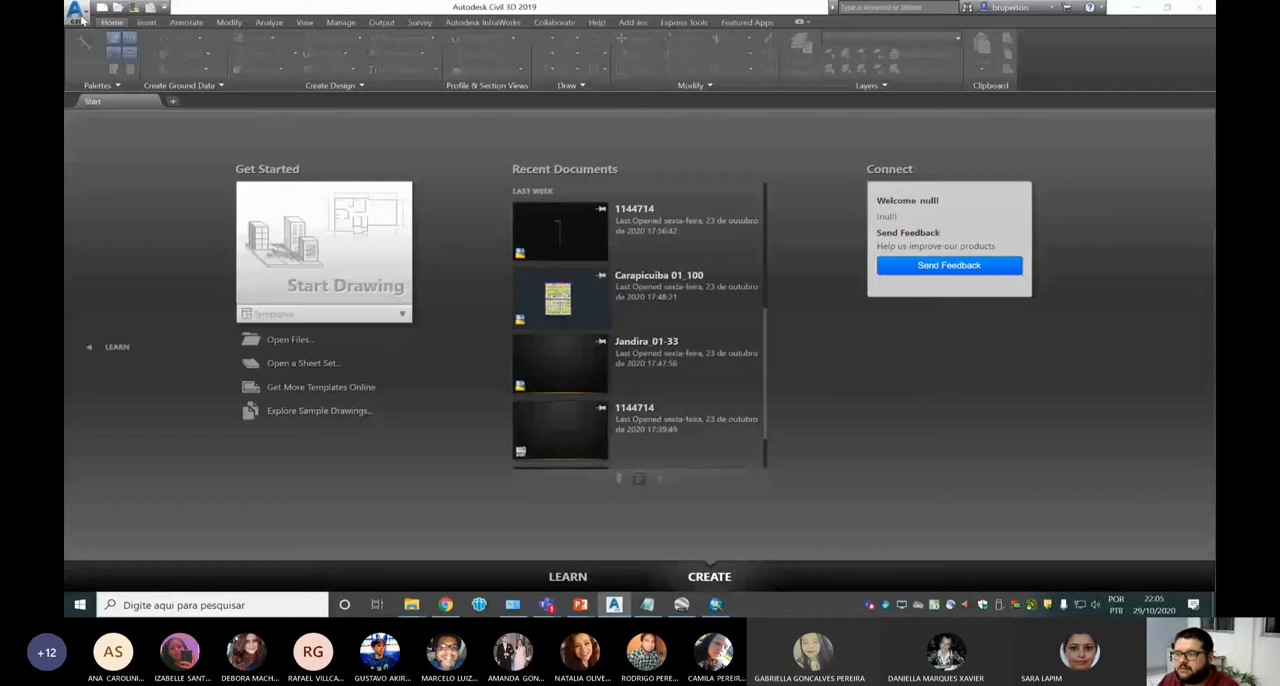 Autodesk Civil 3D 2019
Type a keyword or phrase
bruperton
Home Insert Annotate Modify Analyze View Manage Output Survey Autodesk InfraWorks Collaborate Help Add-ins Express Tools Featured Apps
Palettes Create Ground Data Create Design Profile & Section Views Draw Modify Layers Clipboard
Start
Get Started
Start Drawing
Templates
Open Files...
Open a Sheet Set...
Get More Templates Online
Explore Sample Drawings...
LEARN
Recent Documents
LAST WEEK
1144714
Last Opened sexta-feira, 23 de outubro
de 2020 17:56:42
Carapicuiba 01_100
Last Opened sexta-feira, 23 de outubro
de 2020 17:48:21
Jandira_01-33
Last Opened sexta-feira, 23 de outubro
de 2020 17:47:56
1144714
Last Opened sexta-feira, 23 de outubro
de 2020 17:39:49
Connect
Welcome null!
(null)
Send Feedback
Help us improve our products
Send Feedback
LEARN CREATE
Digite aqui para pesquisar
POR
PTB
22:05
29/10/2020
+12
AS
RG
ANA CAROLINI... IZABELLE SANT... DEBORA MACH... RAFAEL VILLCA... GUSTAVO AKIR... MARCELO LUIZ... AMANDA GON... NATALIA OLIVE... RODRIGO PERE... CAMILA PEREIR... GABRIELLA GONCALVES PEREIRA DANIELLA MARQUES XAVIER SARA LAPIM